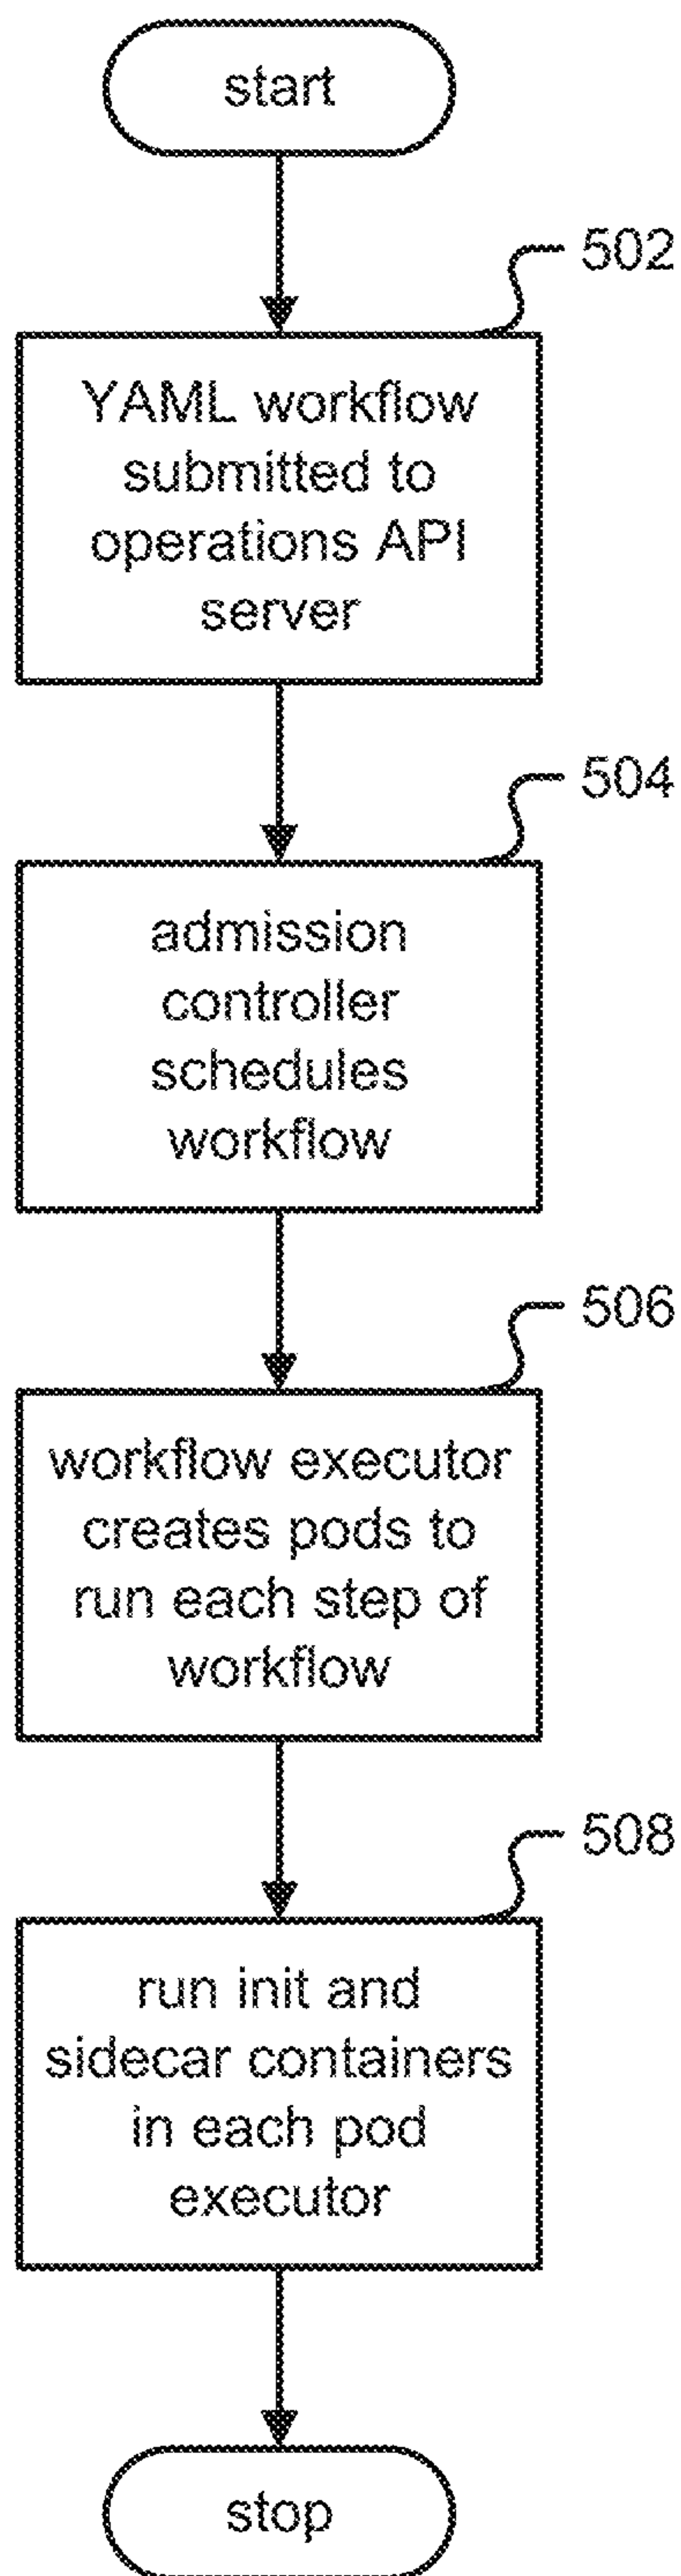 start
502
YAML workflow
submitted to
operations API
server
504
admission
controller
schedules
workflow
506
workflow executor
creates pods to
run each step of
workflow
508
run init and
sidecar containers
in each pod
executor
stop